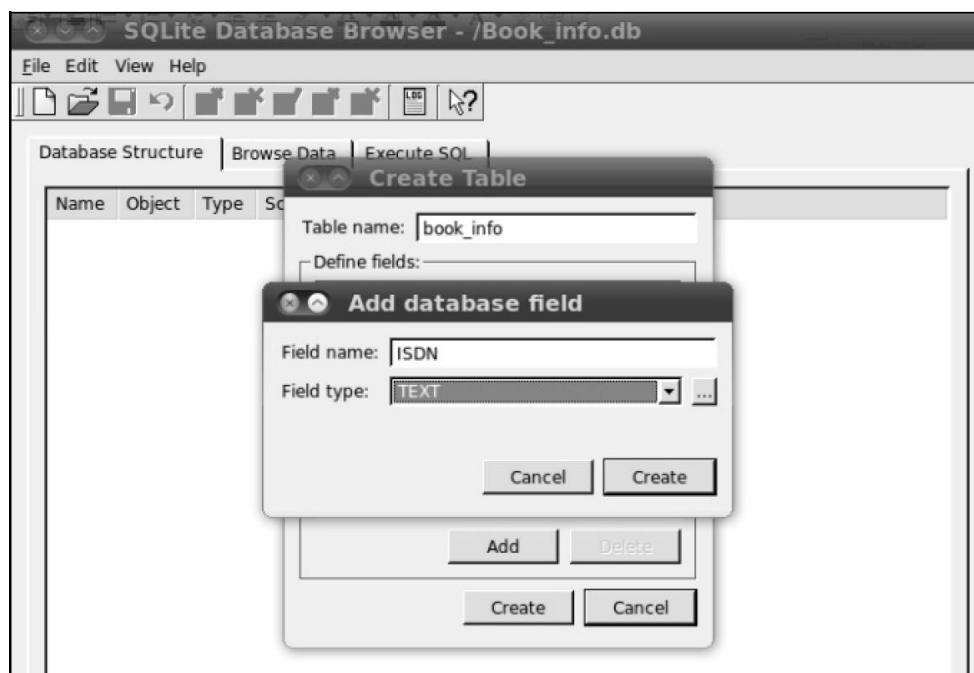 SQLite Database Browser - /Book_info.db
File Edit View Help
LOG
Database Structure Browse Data Execute SQL
Name Object Type
Create Table
Table name: book_info
Define fields:
Add database field
Field name: ISDN
Field type: TEXT
...
Cancel Create
Add Delete
Create Cancel